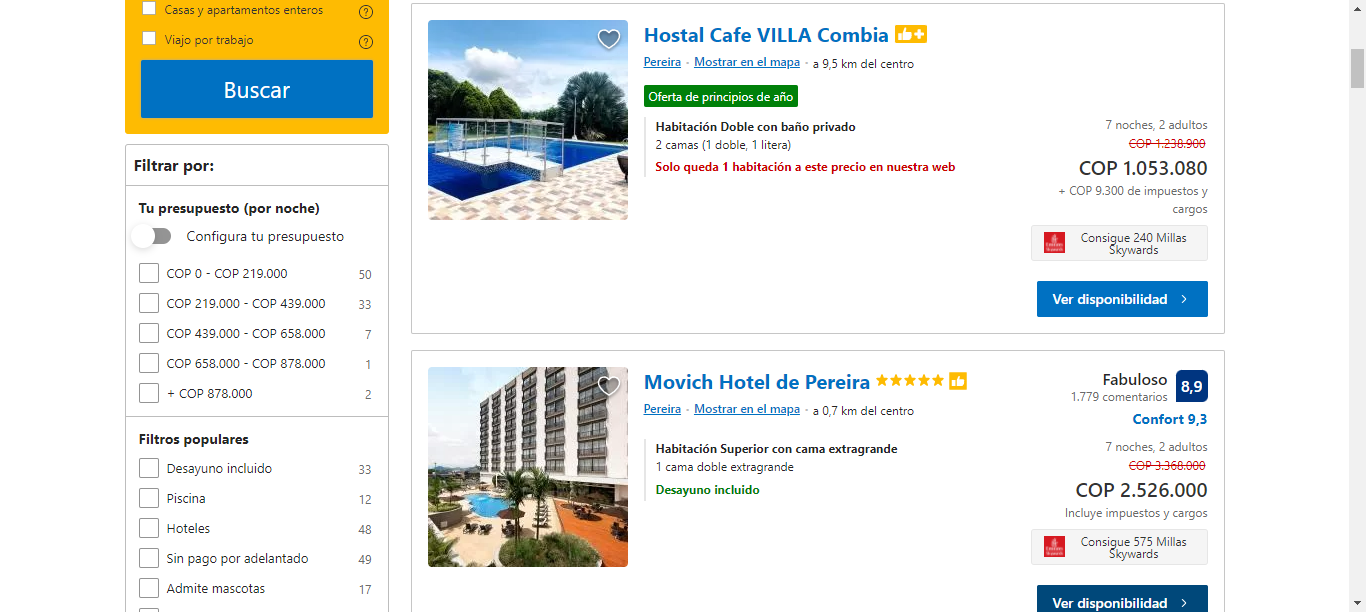 Casas y apartamentos enteros
Viajo por trabajo
Buscar
Filtrar por:
Tu presupuesto (por noche)
Configura tu presupuesto
COP 0 - COP 219.000 50
COP 219.000 - COP 439.000 33
COP 439.000 - COP 658.000 7
COP 658.000 - COP 878.000 1
+ COP 878.000 2
Filtros populares
Desayuno incluido 33
Piscina 12
Hoteles 48
Sin pago por adelantado 49
Admite mascotas 17
Hostal Cafe VILLA Combia
Pereira · Mostrar en el mapa · a 9,5 km del centro
Oferta de principios de año
Habitación Doble con baño privado
2 camas (1 doble, 1 litera)
Solo queda 1 habitación a este precio en nuestra web
7 noches, 2 adultos
COP 1.238.900
COP 1.053.080
+ COP 9.300 de impuestos y
cargos
Consigue 240 Millas
Skywards
Ver disponibilidad
Movich Hotel de Pereira
Pereira · Mostrar en el mapa · a 0,7 km del centro
Habitación Superior con cama extragrande
1 cama doble extragrande
Desayuno incluido
Fabuloso 8,9
1.779 comentarios
Confort 9,3
7 noches, 2 adultos
COP 3.368.000
COP 2.526.000
Incluye impuestos y cargos
Consigue 575 Millas
Skywards
Ver disponibilidad